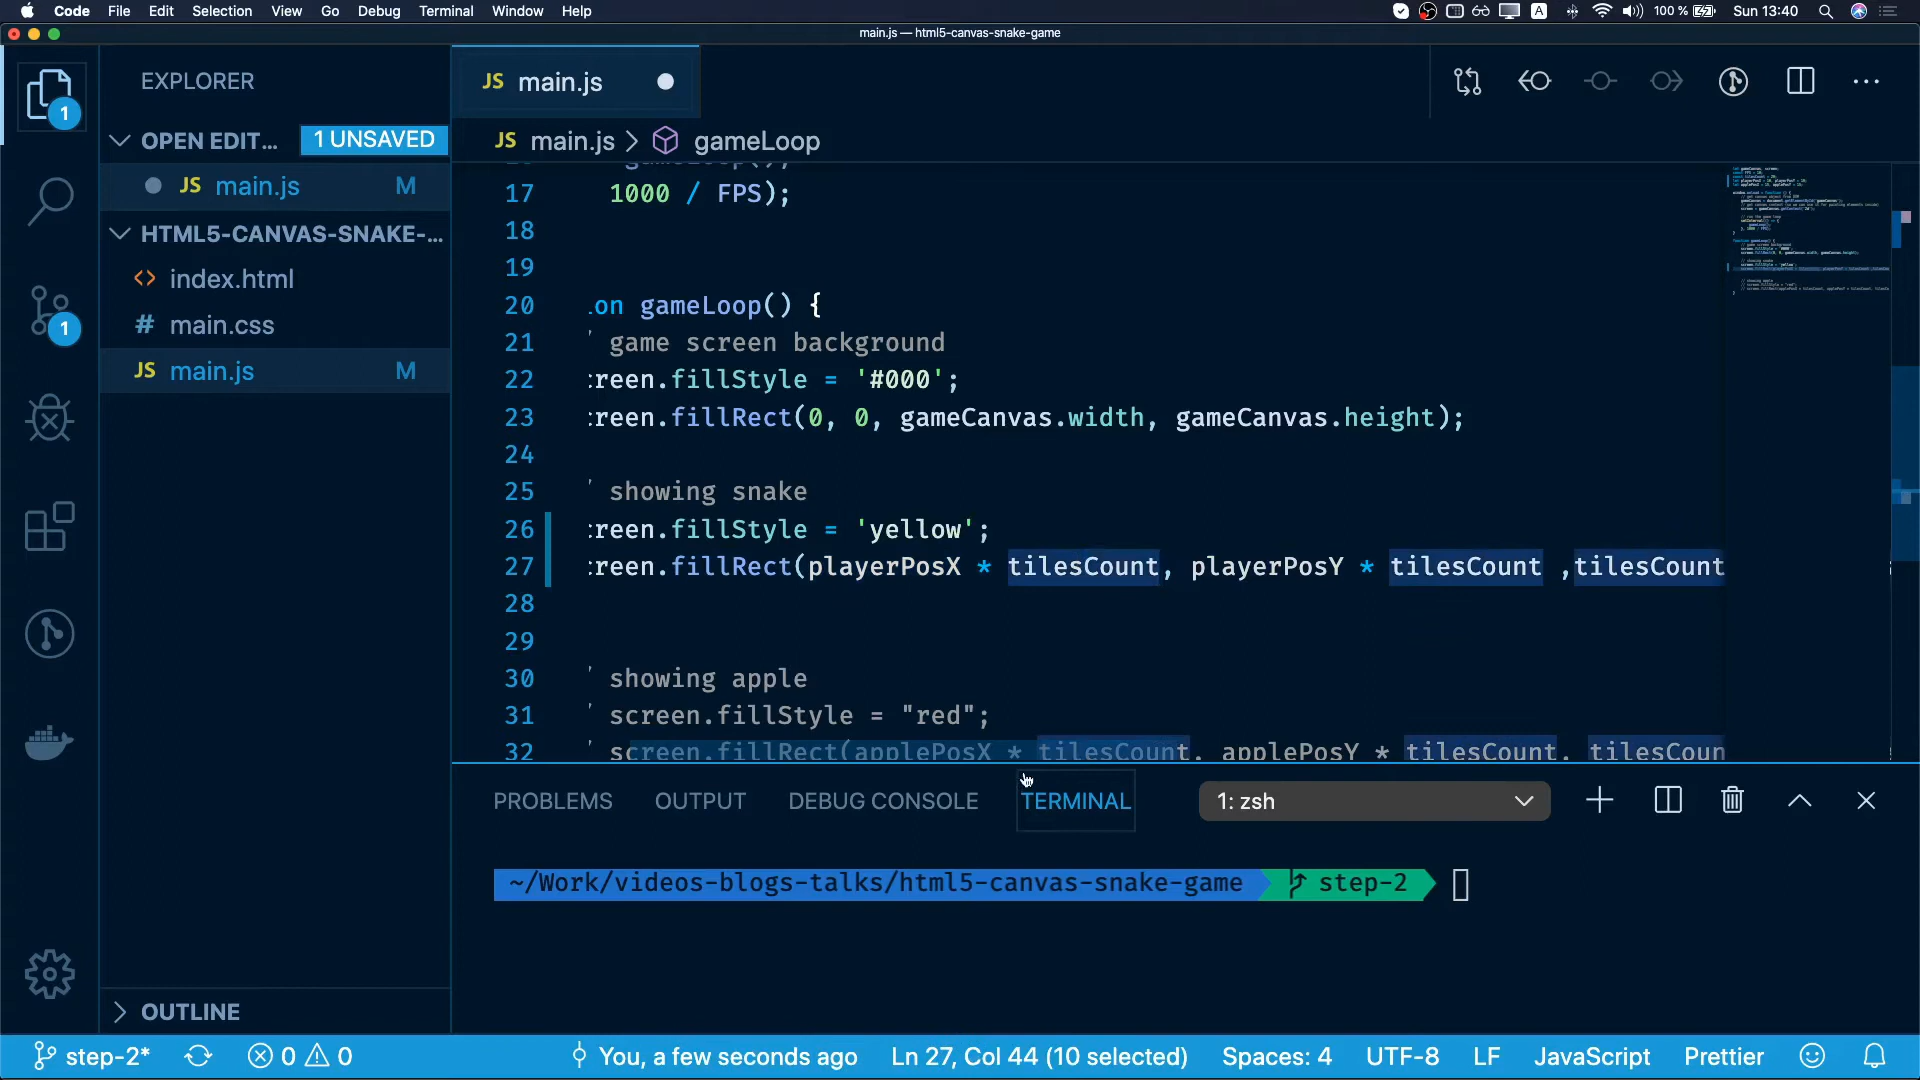 Code File Edit Selection View Go Debug Terminal Window Help
A 100 % Sun 13:40
main.js — html5-canvas-snake-game
EXPLORER
OPEN EDIT... 1 UNSAVED
JS main.js M
HTML5-CANVAS-SNAKE-...
<> index.html
# main.css
JS main.js M
OUTLINE
1
1
JS main.js
JS main.js > gameLoop
17 1000 / FPS);
18
19
20 on gameLoop() {
21 game screen background
22 reen.fillStyle = '#000';
23 reen.fillRect(0, 0, gameCanvas.width, gameCanvas.height);
24
25 showing snake
26 reen.fillStyle = 'yellow';
27 reen.fillRect(playerPosX * tilesCount, playerPosY * tilesCount ,tilesCount
28
29
30 showing apple
31 screen.fillStyle = "red";
32 screen.fillRect(applePosX * tilesCount, applePosY * tilesCount, tilesCoun
PROBLEMS OUTPUT DEBUG CONSOLE TERMINAL 1: zsh
~/Work/videos-blogs-talks/html5-canvas-snake-game step-2
step-2* 0 0 You, a few seconds ago Ln 27, Col 44 (10 selected) Spaces: 4 UTF-8 LF JavaScript Prettier